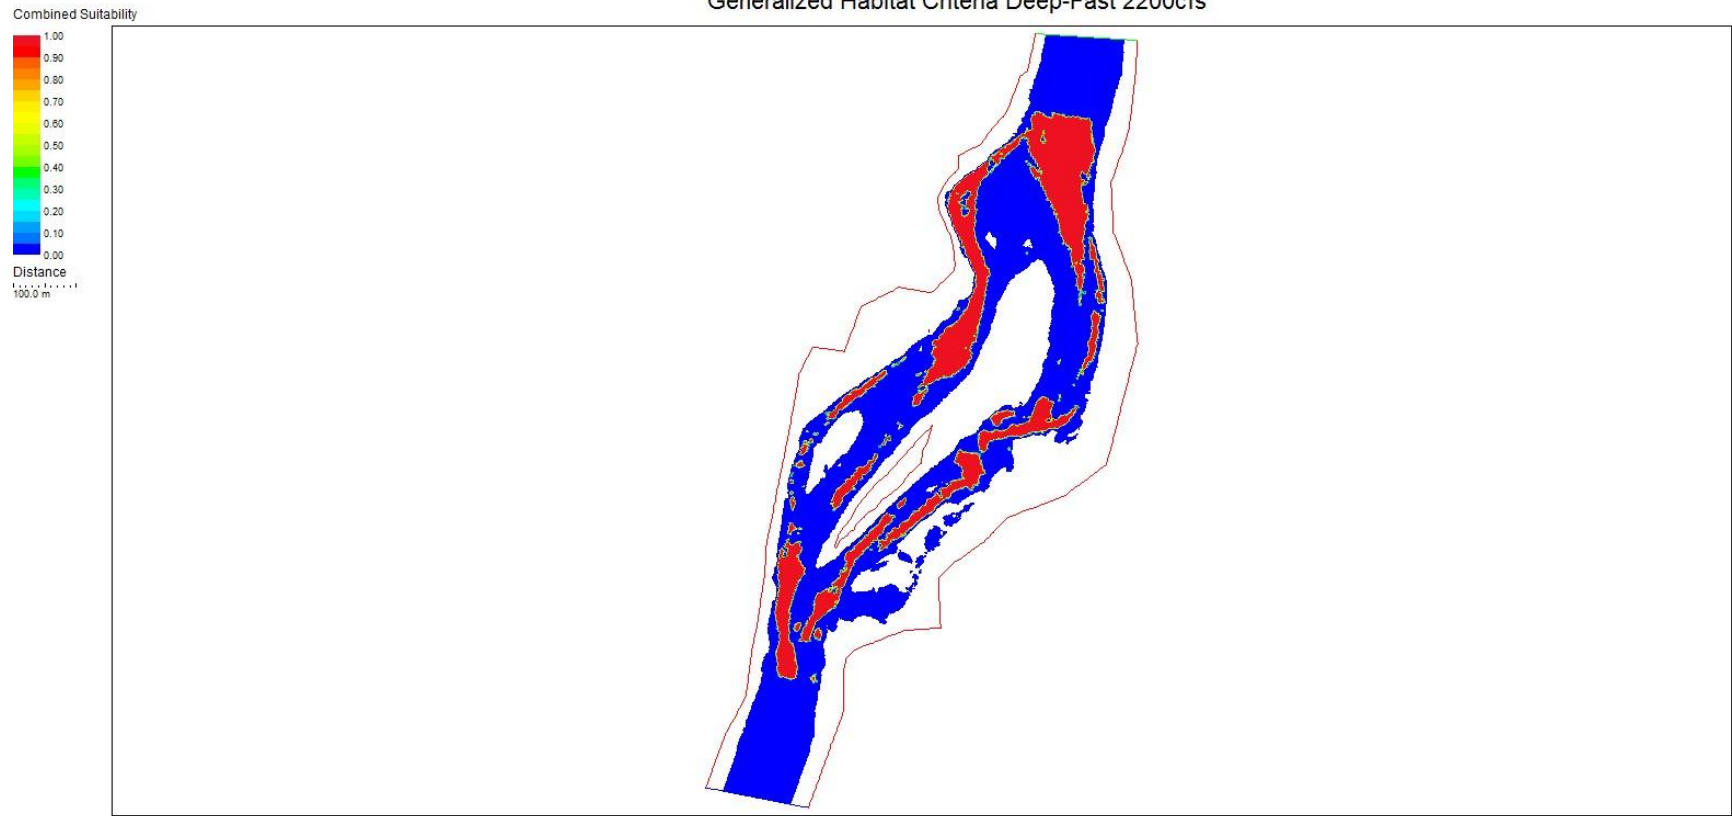 Generalized Habitat Criteria Deep-Fast 2200cfs
Combined Suitability
1.00
0.90
0.80
0.70
0.60
0.50
0.40
0.30
0.20
0.10
0.00
Distance
100.0 m